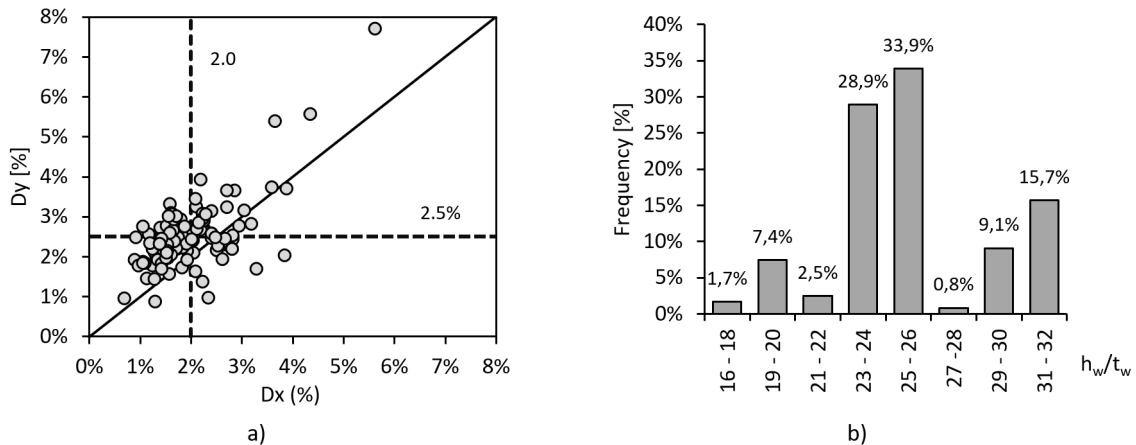 8%
7%
6%
5%
4%
3%
2%
1%
0%
Dy [%]
2.0
2.5%
0% 1% 2% 3% 4% 5% 6% 7% 8%
Dx (%)
a)
40%
35%
30%
25%
20%
15%
10%
5%
0%
Frequency [%]
1,7%
7,4%
2,5%
28,9%
33,9%
0,8%
9,1%
15,7%
16 - 18
19 - 20
21 - 22
23 - 24
25 - 26
27 -28
29 - 30
31 - 32
h_w/t_w
b)